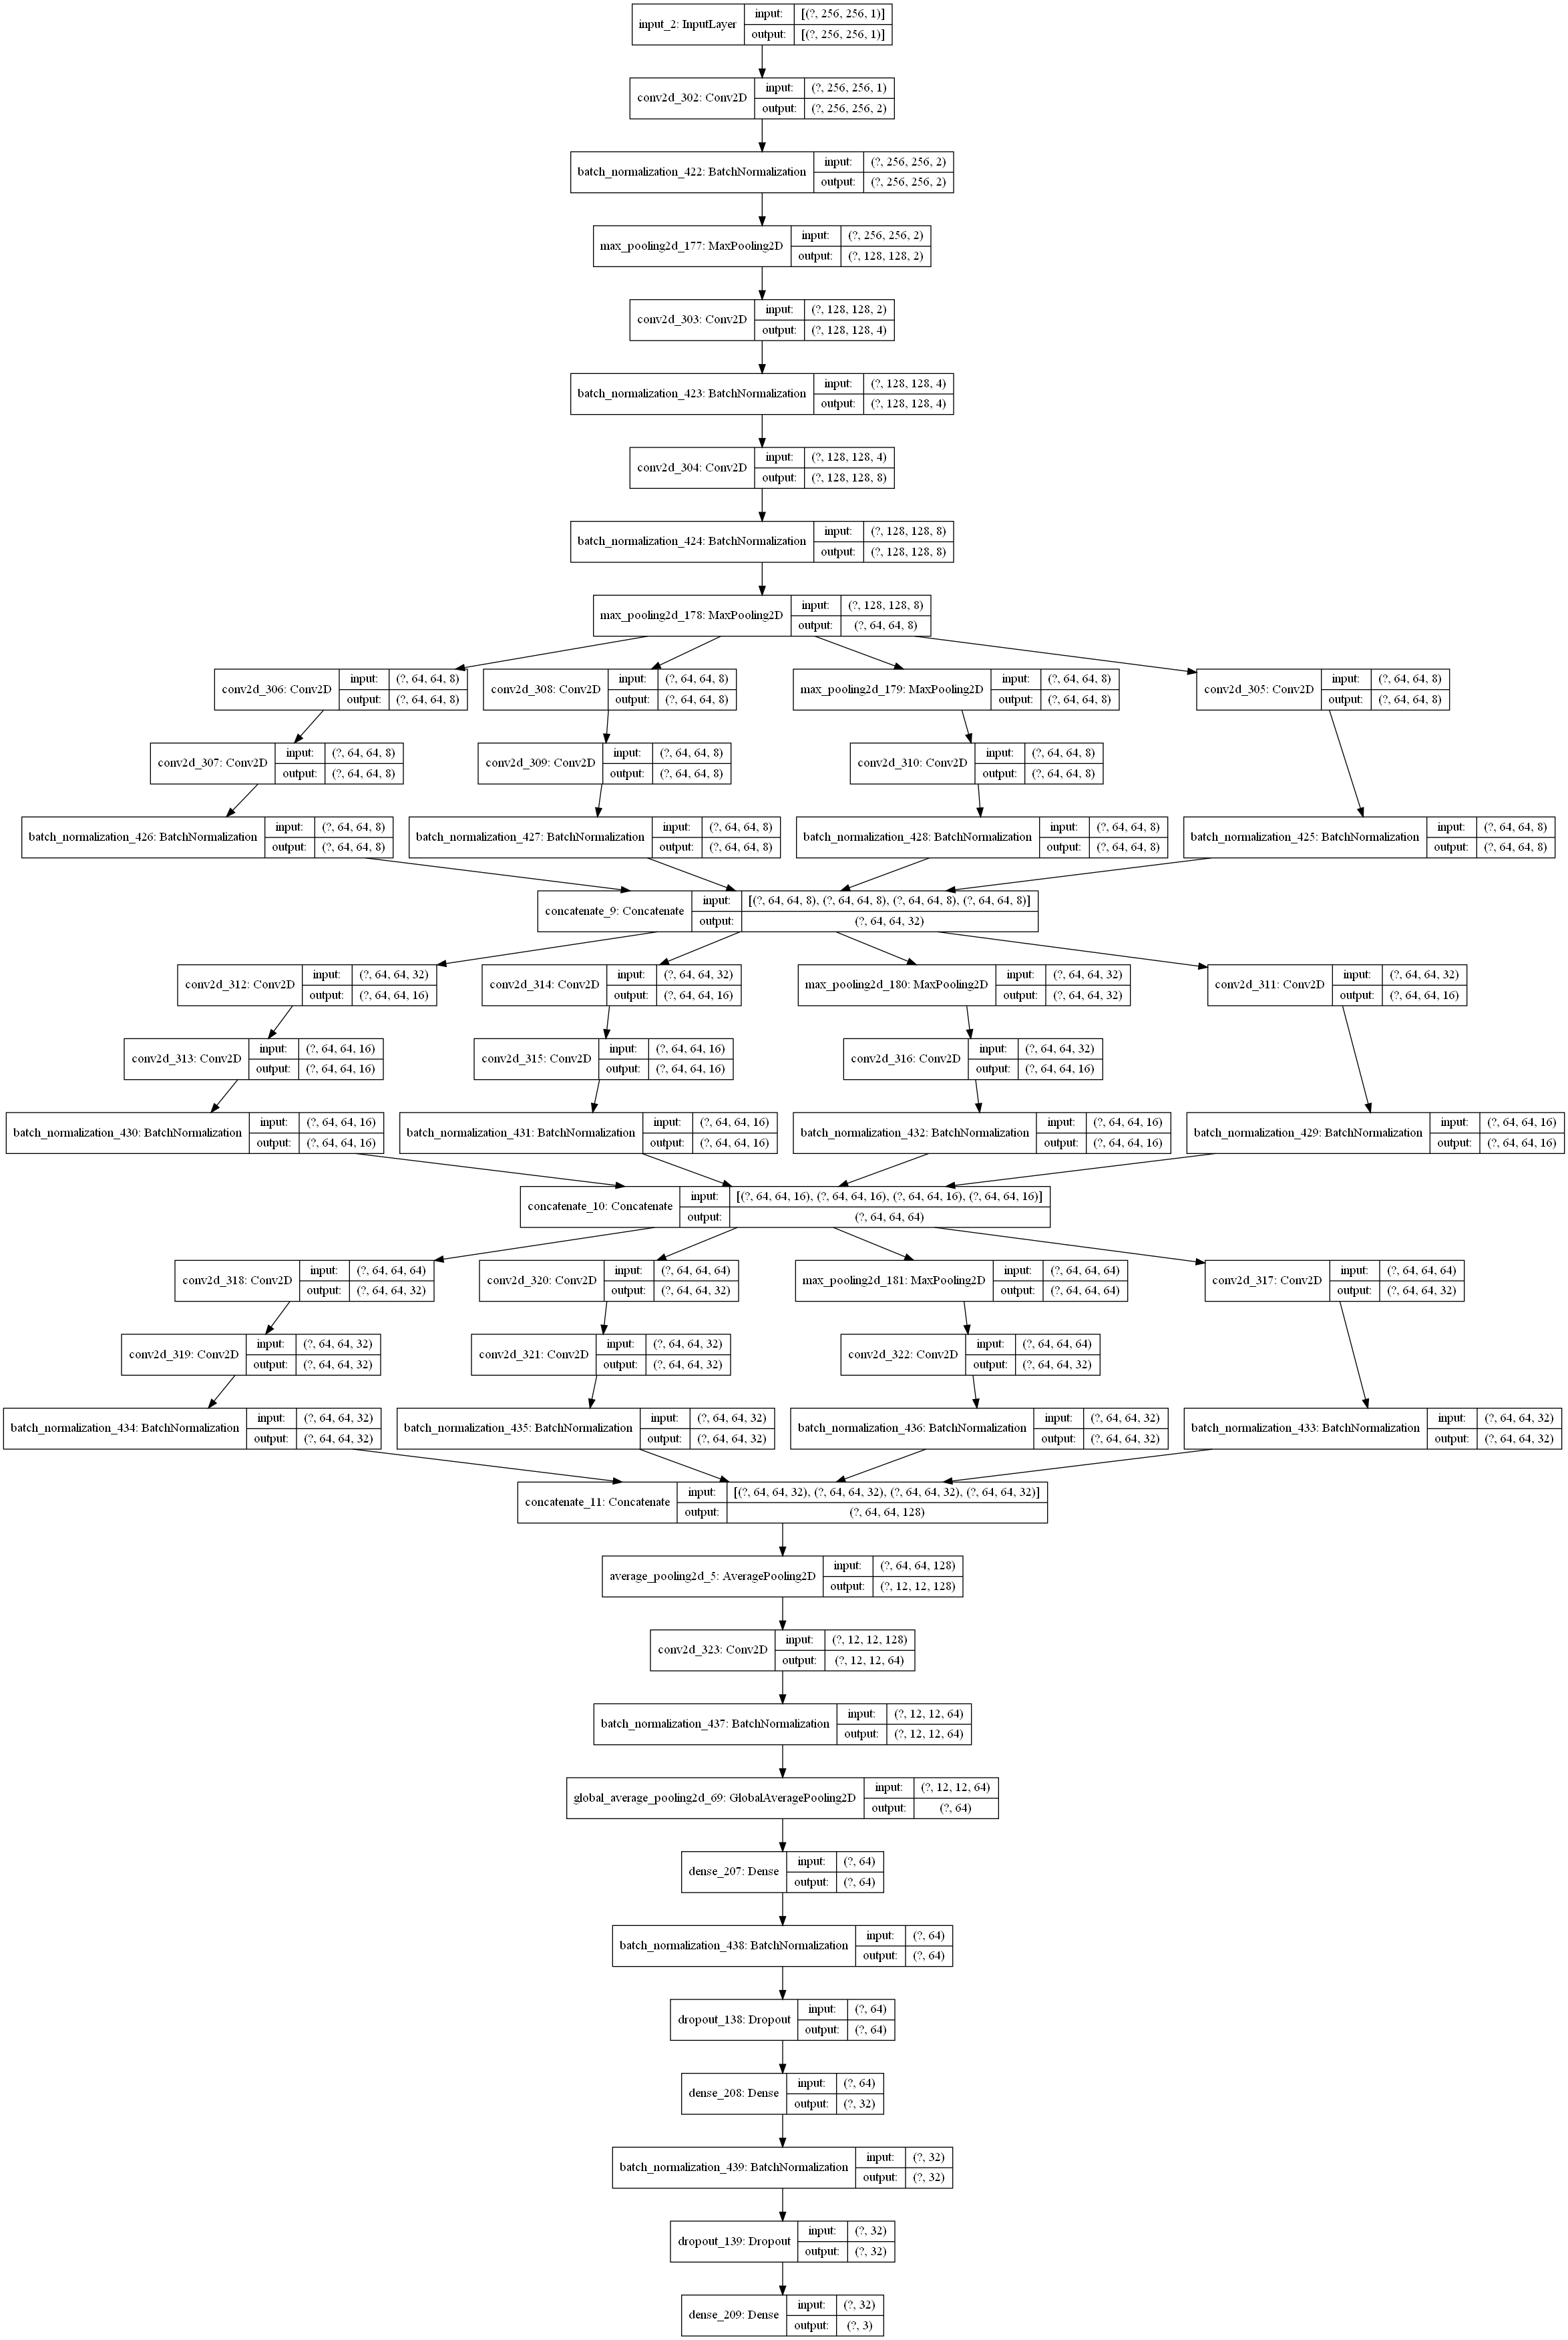 input_2: InputLayer
input: [(?, 256, 256, 1)]
output: [(?, 256, 256, 1)]
conv2d_302: Conv2D
input: (?, 256, 256, 1)
output: (?, 256, 256, 2)
batch_normalization_422: BatchNormalization
input: (?, 256, 256, 2)
output: (?, 256, 256, 2)
max_pooling2d_177: MaxPooling2D
input: (?, 256, 256, 2)
output: (?, 128, 128, 2)
conv2d_303: Conv2D
input: (?, 128, 128, 2)
output: (?, 128, 128, 4)
batch_normalization_423: BatchNormalization
input: (?, 128, 128, 4)
output: (?, 128, 128, 4)
conv2d_304: Conv2D
input: (?, 128, 128, 4)
output: (?, 128, 128, 8)
batch_normalization_424: BatchNormalization
input: (?, 128, 128, 8)
output: (?, 128, 128, 8)
max_pooling2d_178: MaxPooling2D
input: (?, 128, 128, 8)
output: (?, 64, 64, 8)
conv2d_306: Conv2D
input: (?, 64, 64, 8)
output: (?, 64, 64, 8)
conv2d_308: Conv2D
input: (?, 64, 64, 8)
output: (?, 64, 64, 8)
max_pooling2d_179: MaxPooling2D
input: (?, 64, 64, 8)
output: (?, 64, 64, 8)
conv2d_305: Conv2D
input: (?, 64, 64, 8)
output: (?, 64, 64, 8)
conv2d_307: Conv2D
input: (?, 64, 64, 8)
output: (?, 64, 64, 8)
conv2d_309: Conv2D
input: (?, 64, 64, 8)
output: (?, 64, 64, 8)
conv2d_310: Conv2D
input: (?, 64, 64, 8)
output: (?, 64, 64, 8)
batch_normalization_426: BatchNormalization
input: (?, 64, 64, 8)
output: (?, 64, 64, 8)
batch_normalization_427: BatchNormalization
input: (?, 64, 64, 8)
output: (?, 64, 64, 8)
batch_normalization_428: BatchNormalization
input: (?, 64, 64, 8)
output: (?, 64, 64, 8)
batch_normalization_425: BatchNormalization
input: (?, 64, 64, 8)
output: (?, 64, 64, 8)
concatenate_9: Concatenate
input: [(?, 64, 64, 8), (?, 64, 64, 8), (?, 64, 64, 8), (?, 64, 64, 8)]
output: (?, 64, 64, 32)
conv2d_312: Conv2D
input: (?, 64, 64, 32)
output: (?, 64, 64, 16)
conv2d_314: Conv2D
input: (?, 64, 64, 32)
output: (?, 64, 64, 16)
max_pooling2d_180: MaxPooling2D
input: (?, 64, 64, 32)
output: (?, 64, 64, 32)
conv2d_311: Conv2D
input: (?, 64, 64, 32)
output: (?, 64, 64, 16)
conv2d_313: Conv2D
input: (?, 64, 64, 16)
output: (?, 64, 64, 16)
conv2d_315: Conv2D
input: (?, 64, 64, 16)
output: (?, 64, 64, 16)
conv2d_316: Conv2D
input: (?, 64, 64, 32)
output: (?, 64, 64, 16)
batch_normalization_430: BatchNormalization
input: (?, 64, 64, 16)
output: (?, 64, 64, 16)
batch_normalization_431: BatchNormalization
input: (?, 64, 64, 16)
output: (?, 64, 64, 16)
batch_normalization_432: BatchNormalization
input: (?, 64, 64, 16)
output: (?, 64, 64, 16)
batch_normalization_429: BatchNormalization
input: (?, 64, 64, 16)
output: (?, 64, 64, 16)
concatenate_10: Concatenate
input: [(?, 64, 64, 16), (?, 64, 64, 16), (?, 64, 64, 16), (?, 64, 64, 16)]
output: (?, 64, 64, 64)
conv2d_318: Conv2D
input: (?, 64, 64, 64)
output: (?, 64, 64, 32)
conv2d_320: Conv2D
input: (?, 64, 64, 64)
output: (?, 64, 64, 32)
max_pooling2d_181: MaxPooling2D
input: (?, 64, 64, 64)
output: (?, 64, 64, 64)
conv2d_317: Conv2D
input: (?, 64, 64, 64)
output: (?, 64, 64, 32)
conv2d_319: Conv2D
input: (?, 64, 64, 32)
output: (?, 64, 64, 32)
conv2d_321: Conv2D
input: (?, 64, 64, 32)
output: (?, 64, 64, 32)
conv2d_322: Conv2D
input: (?, 64, 64, 64)
output: (?, 64, 64, 32)
batch_normalization_434: BatchNormalization
input: (?, 64, 64, 32)
output: (?, 64, 64, 32)
batch_normalization_435: BatchNormalization
input: (?, 64, 64, 32)
output: (?, 64, 64, 32)
batch_normalization_436: BatchNormalization
input: (?, 64, 64, 32)
output: (?, 64, 64, 32)
batch_normalization_433: BatchNormalization
input: (?, 64, 64, 32)
output: (?, 64, 64, 32)
concatenate_11: Concatenate
input: [(?, 64, 64, 32), (?, 64, 64, 32), (?, 64, 64, 32), (?, 64, 64, 32)]
output: (?, 64, 64, 128)
average_pooling2d_5: AveragePooling2D
input: (?, 64, 64, 128)
output: (?, 12, 12, 128)
conv2d_323: Conv2D
input: (?, 12, 12, 128)
output: (?, 12, 12, 64)
batch_normalization_437: BatchNormalization
input: (?, 12, 12, 64)
output: (?, 12, 12, 64)
global_average_pooling2d_69: GlobalAveragePooling2D
input: (?, 12, 12, 64)
output: (?, 64)
dense_207: Dense
input: (?, 64)
output: (?, 64)
batch_normalization_438: BatchNormalization
input: (?, 64)
output: (?, 64)
dropout_138: Dropout
input: (?, 64)
output: (?, 64)
dense_208: Dense
input: (?, 64)
output: (?, 32)
batch_normalization_439: BatchNormalization
input: (?, 32)
output: (?, 32)
dropout_139: Dropout
input: (?, 32)
output: (?, 32)
dense_209: Dense
input: (?, 32)
output: (?, 3)